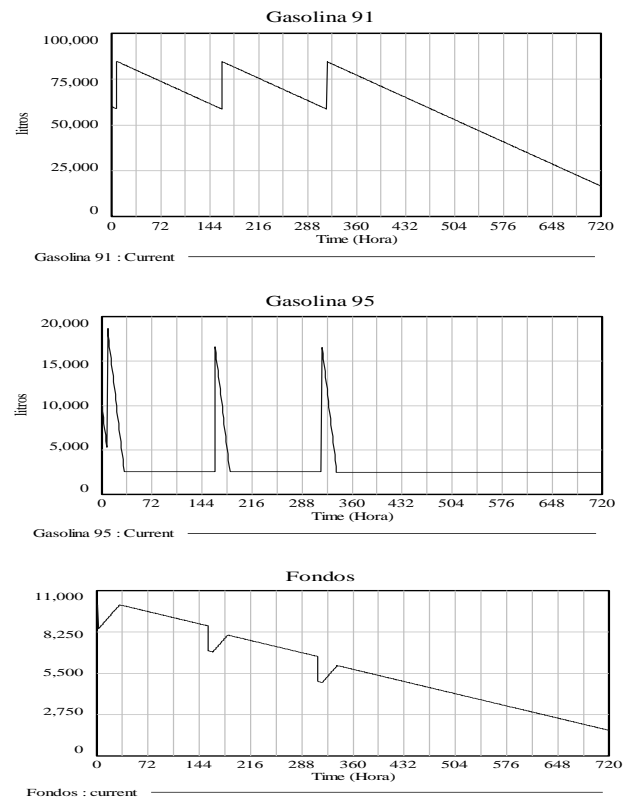 Gasolina 91
100,000
75,000
50,000
25,000
0
litros
0 72 144 216 288 360 432 504 576 648 720
Time (Hora)
Gasolina 91 : Current
Gasolina 95
20,000
15,000
10,000
5,000
0
litros
0 72 144 216 288 360 432 504 576 648 720
Time (Hora)
Gasolina 95 : Current
Fondos
11,000
8,250
5,500
2,750
0
0 72 144 216 288 360 432 504 576 648 720
Time (Hora)
Fondos : current